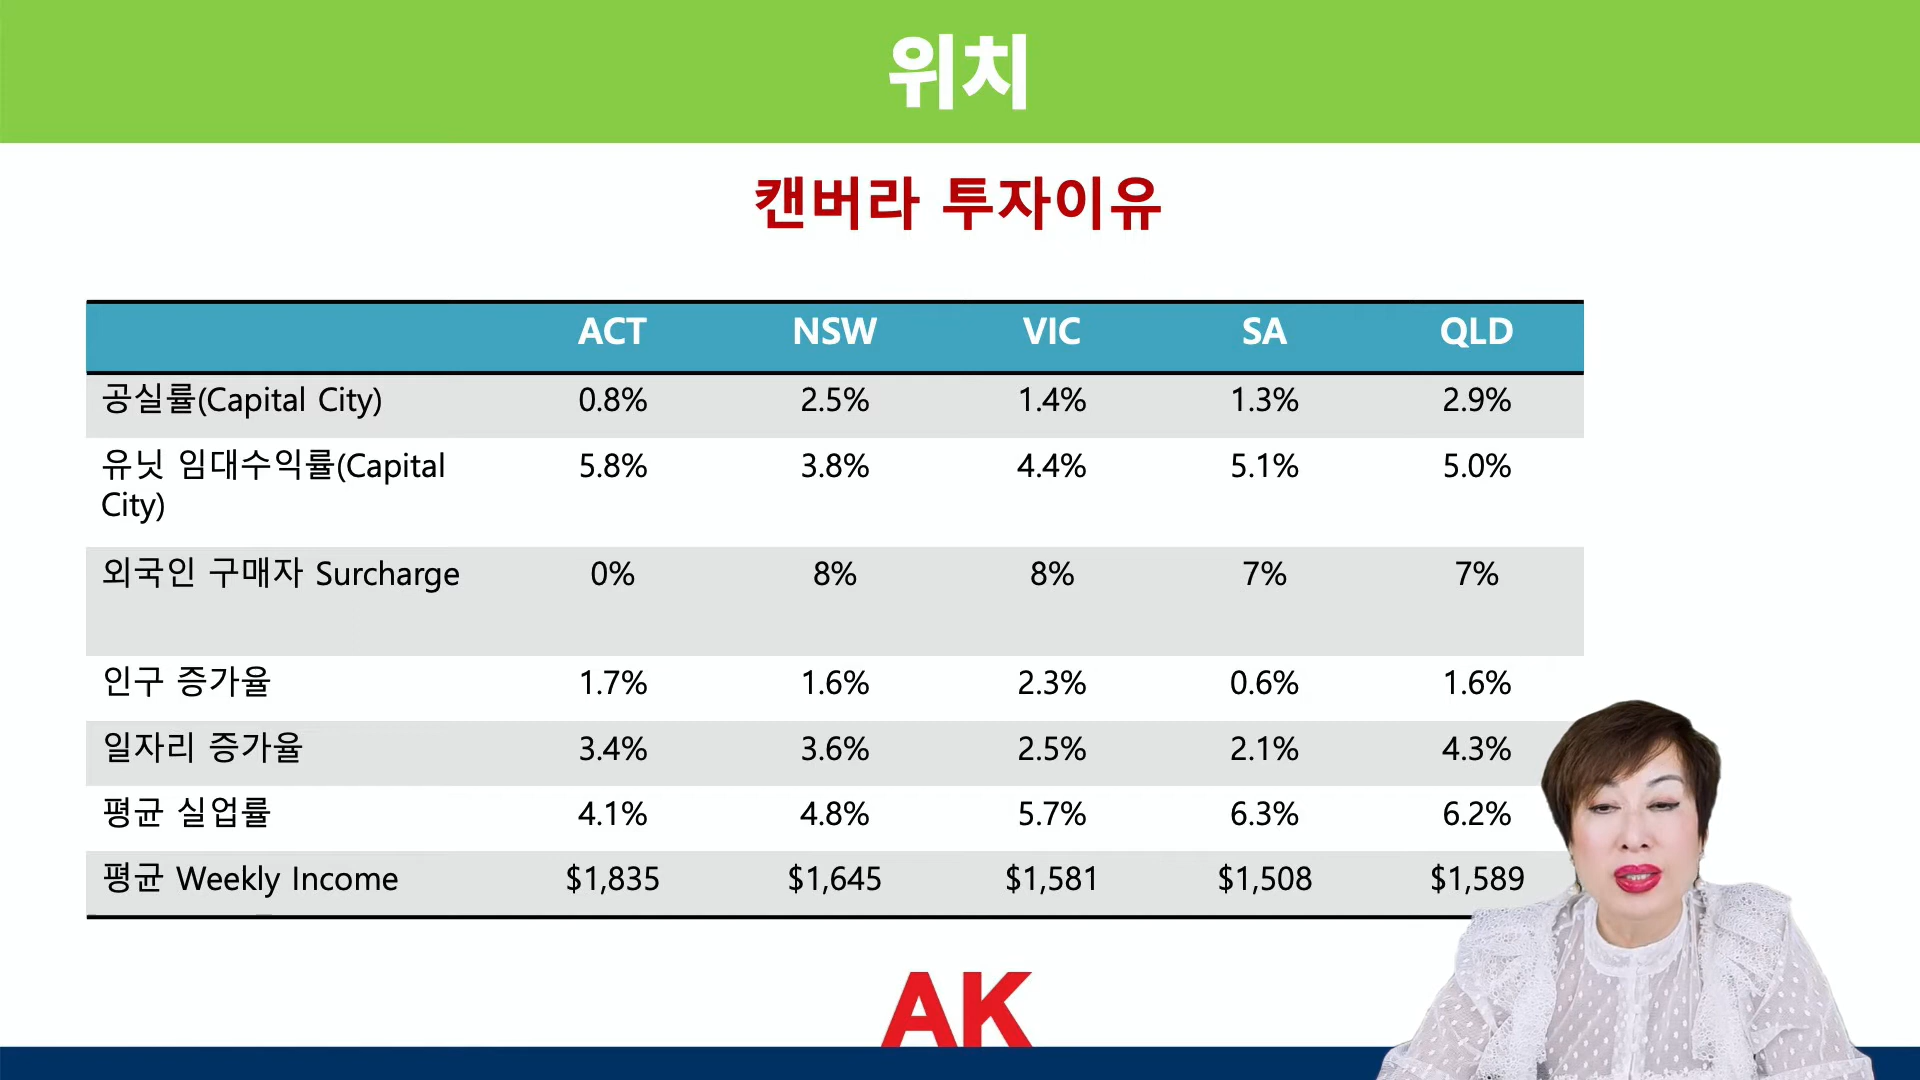 위치
캔버라 투자이유
ACT NSW VIC SA QLD
공실률(Capital City) 0.8% 2.5% 1.4% 1.3% 2.9%
유닛 임대수익률(Capital 5.8% 3.8% 4.4% 5.1% 5.0%
City)
외국인 구매자 Surcharge 0% 8% 8% 7% 7%
인구 증가율 1.7% 1.6% 2.3% 0.6% 1.6%
일자리 증가율 3.4% 3.6% 2.5% 2.1% 4.3%
평균 실업률 4.1% 4.8% 5.7% 6.3% 6.2%
평균 Weekly Income $1,835 $1,645 $1,581 $1,508 $1,589
AK